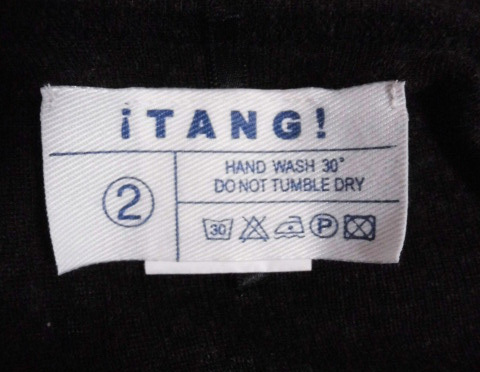 ¡TANG!
2
HAND WASH 30°
DO NOT TUMBLE DRY
30 P